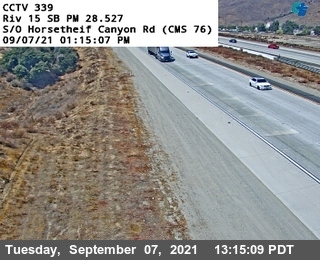 CCTV 339
Riv 15 SB PM 28.527
S/O Horsetheif Canyon Rd (CMS 76)
09/07/21 01:15:07 PM
Tuesday, September 07, 2021 13:15:09 PDT